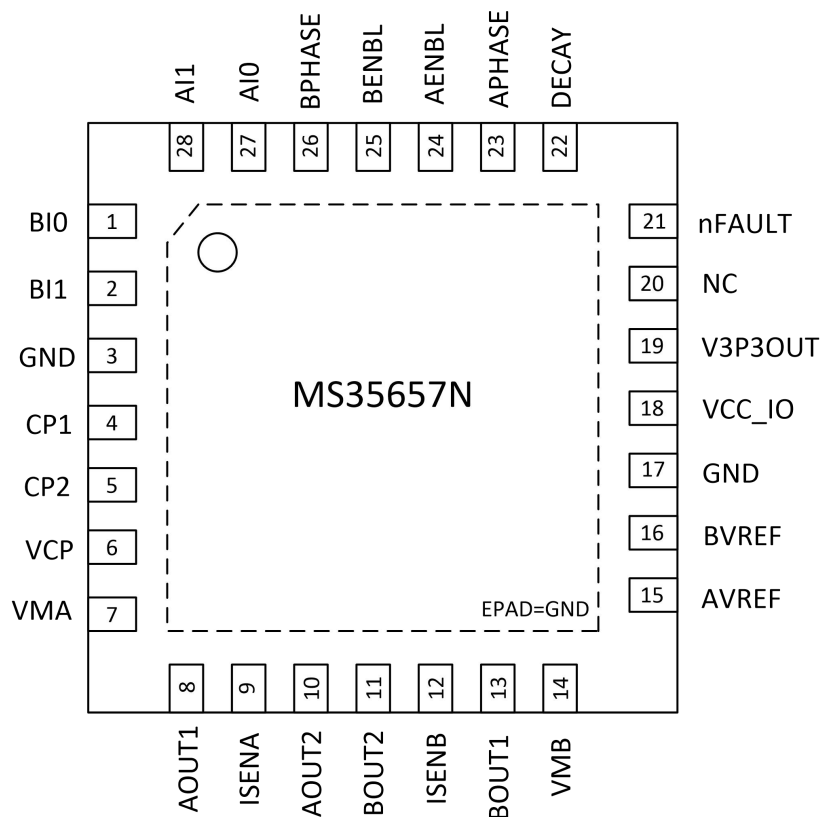 AI1
AI0
BPHASE
BENBL
AENBL
APHASE
DECAY
28
27
26
25
24
23
22
BI0 1
BI1 2
GND 3
CP1 4
CP2 5
VCP 6
VMA 7
21 nFAULT
20 NC
19 V3P3OUT
18 VCC_IO
17 GND
16 BVREF
15 AVREF
MS35657N
EPAD=GND
8
9
10
11
12
13
14
AOUT1
ISENA
AOUT2
BOUT2
ISENB
BOUT1
VMB